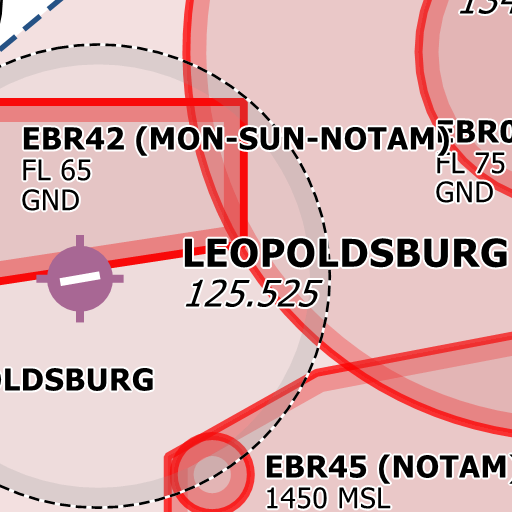 EBR42 (MON-SUN-NOTAM)
FL 65
GND
FL 75
GND
LEOPOLDSBURG
125.525
OLDSBURG
EBR45 (NOTAM)
1450 MSL